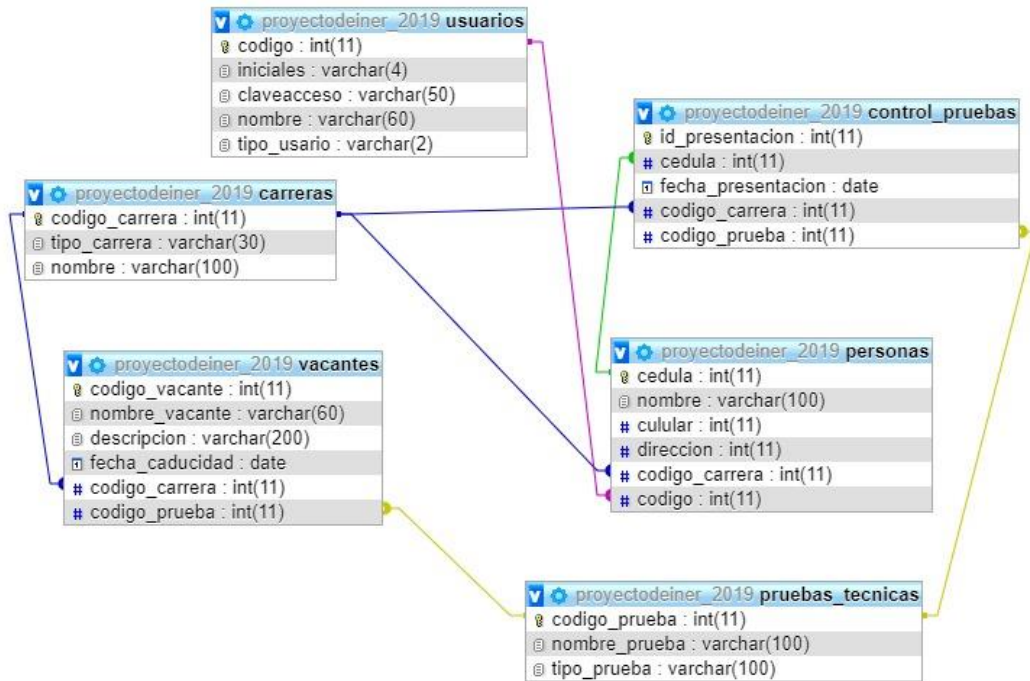 proyectodeiner_2019 usuarios
codigo : int(11)
iniciales : varchar(4)
claveacceso : varchar(50)
nombre : varchar(60)
tipo_usario : varchar(2)
proyectodeiner_2019 control_pruebas
id_presentacion : int(11)
# cedula : int(11)
fecha_presentacion : date
# codigo_carrera : int(11)
# codigo_prueba : int(11)
proyectodeiner_2019 carreras
codigo_carrera : int(11)
tipo_carrera : varchar(30)
nombre : varchar(100)
proyectodeiner_2019 vacantes
codigo_vacante : int(11)
nombre_vacante : varchar(60)
descripcion : varchar(200)
fecha_caducidad : date
# codigo_carrera : int(11)
# codigo_prueba : int(11)
proyectodeiner_2019 personas
cedula : int(11)
nombre : varchar(100)
# culular : int(11)
# direccion : int(11)
# codigo_carrera : int(11)
# codigo : int(11)
proyectodeiner_2019 pruebas_tecnicas
codigo_prueba : int(11)
nombre_prueba : varchar(100)
tipo_prueba : varchar(100)